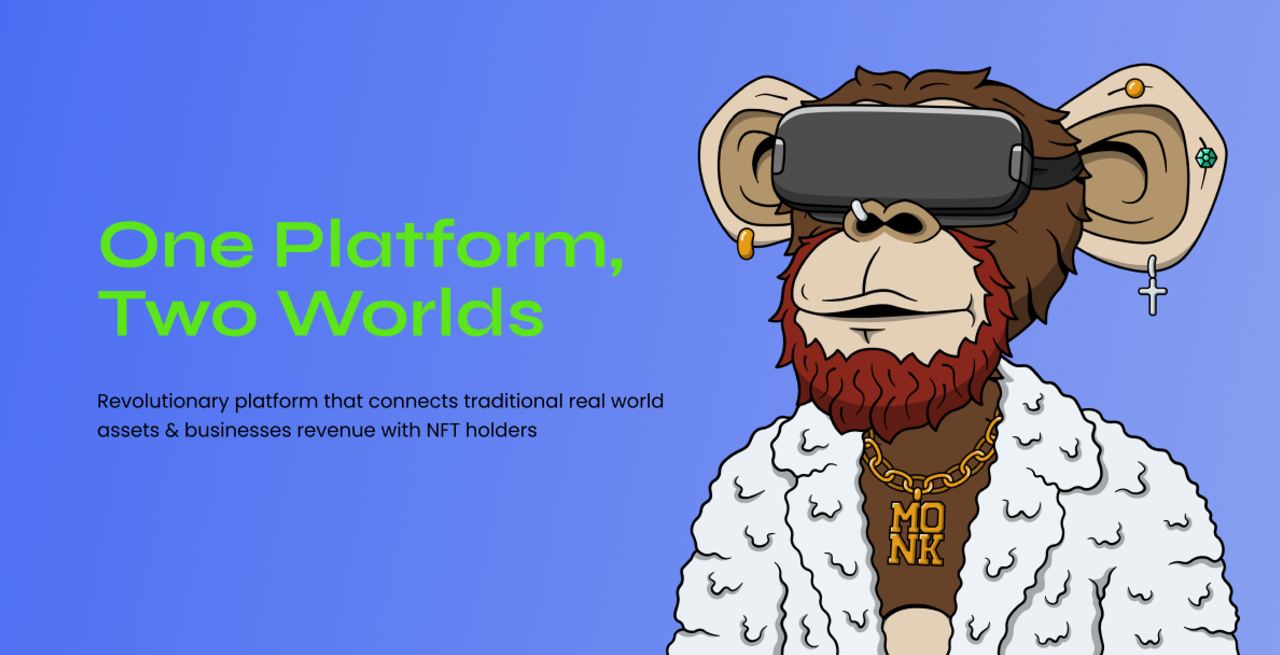 One Platform,
Two Worlds
Revolutionary platform that connects traditional real world
assets & businesses revenue with NFT holders
MO
NK